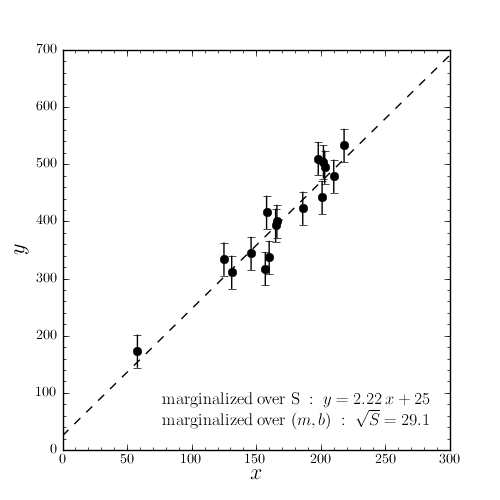 700
600
500
400
300
200
100
0
y
marginalized over S : y = 2.22 x + 25
marginalized over (m, b) : √S = 29.1
0 50 100 150 200 250 300
x